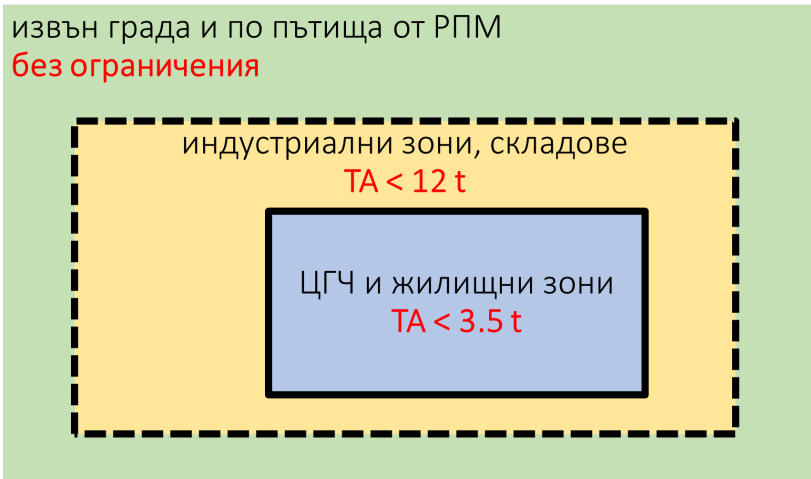 извън града и по пътища от РПМ
без ограничения
индустриални зони, складове
ТА < 12 t
ЦГЧ и жилищни зони
ТА < 3.5 t